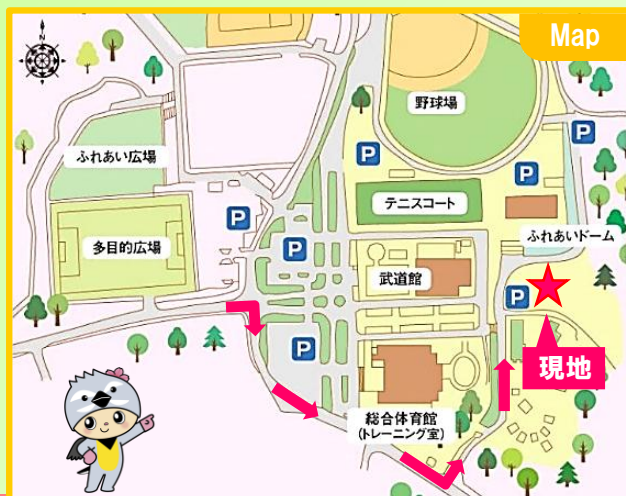 Map
N
野球場
P
P
P
ふれあい広場
テニスコート
P
P
ふれあいドーム
多目的広場
武道館
P
P
現地
総合体育館
(トレーニング室)